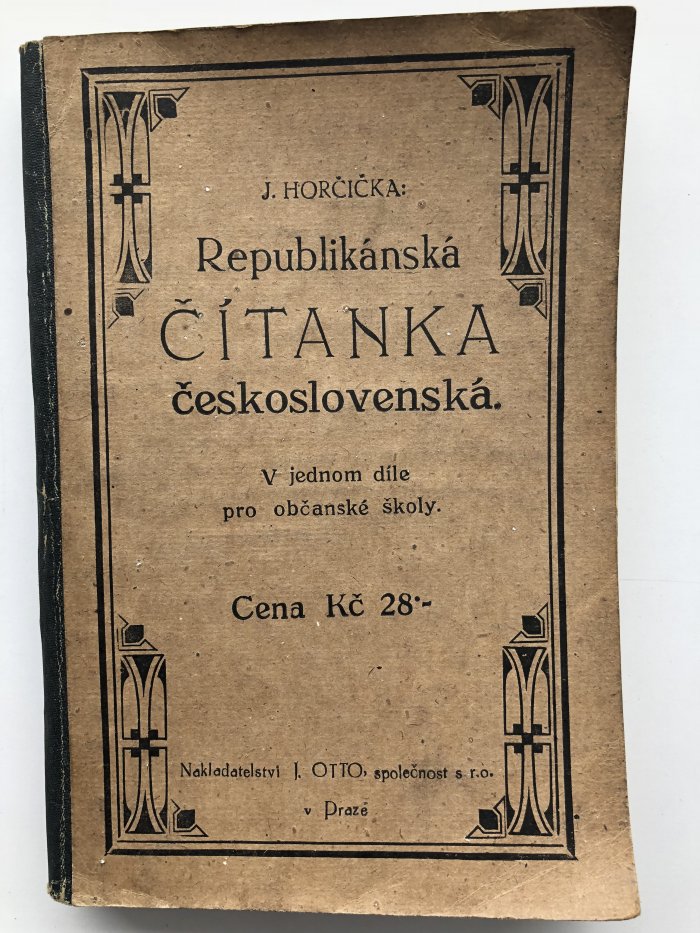 J. HORČIČKA:
Republikánská
ČÍTANKA
československá.
V jednom díle
pro občanské školy.
Cena Kč 28·-
Nakladatelství J. OTTO, společnost s r.o.
v Praze